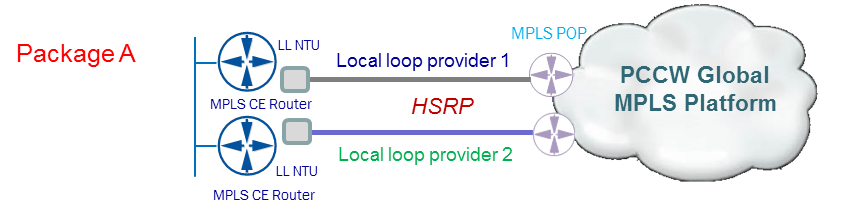 Package A
LL NTU
MPLS CE Router
Local loop provider 1
MPLS POP
HSRP
PCCW Global
MPLS Platform
Local loop provider 2
LL NTU
MPLS CE Router